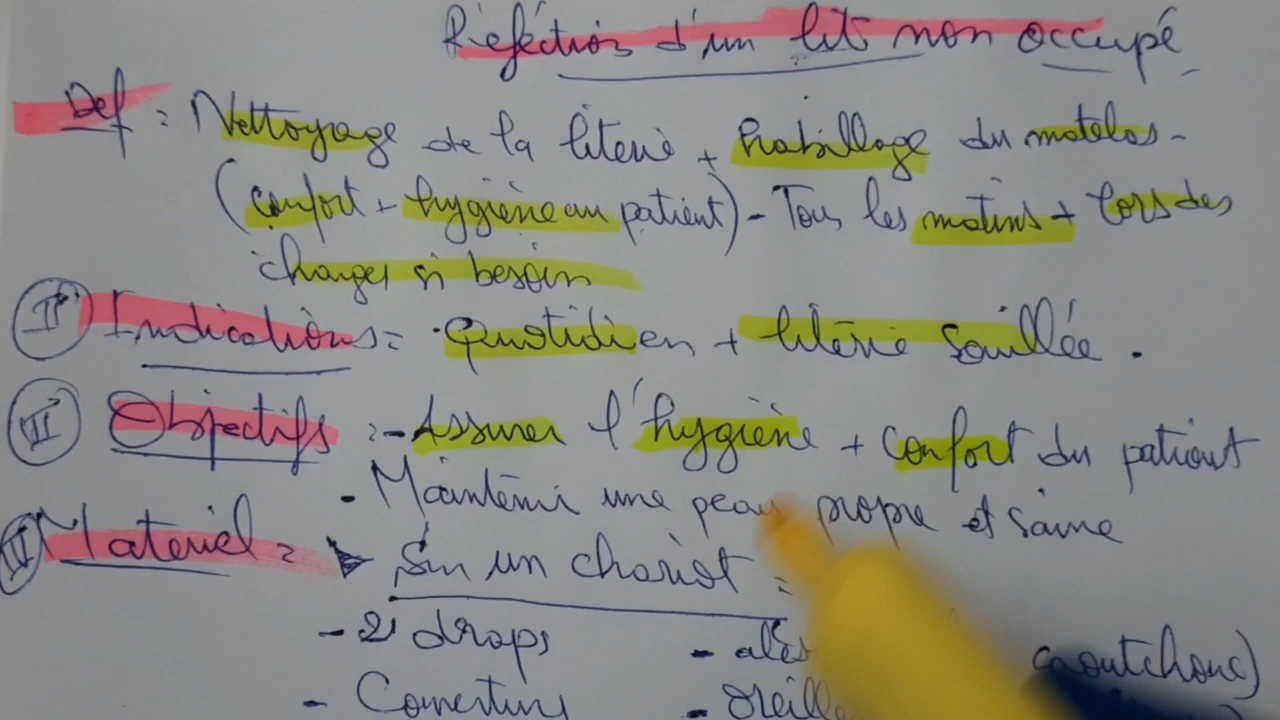 Réfection d'un lit non occupé
Def : Nettoyage de la literie + habillage du matelas -
(confort + hygiène au patient) - Tous les matins + lors des
changes si besoin
I Indications = Quotidien + literie souillée .
II Objectifs : - Assurer l'hygiène + confort du patient
- Maintenir une peau propre et saine
III Materiel = Sur un chariot :
- 2 drops - alès caoutchouc)
- Couverture - oreille